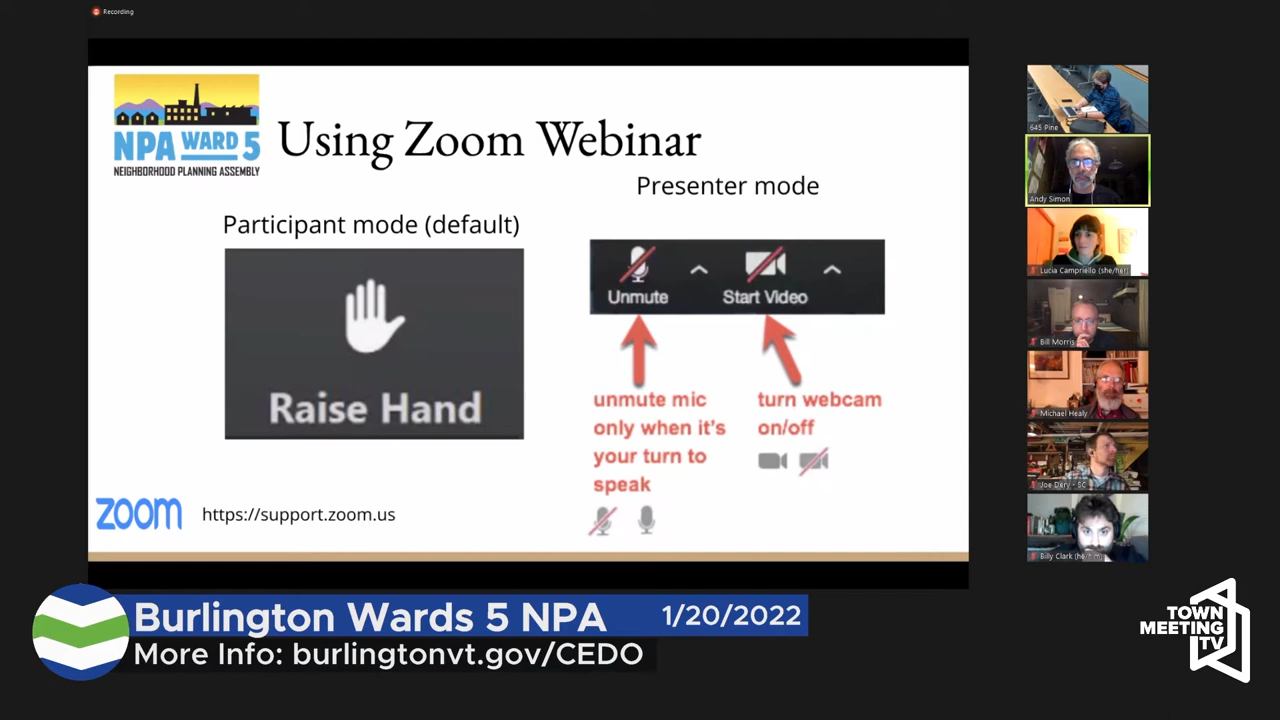 Recording
NPA WARD 5
NEIGHBORHOOD PLANNING ASSEMBLY
Using Zoom Webinar
Presenter mode
Participant mode (default)
Raise Hand
Unmute
Start Video
unmute mic
only when it's
your turn to
speak
turn webcam
on/off
zoom
https://support.zoom.us
645 Pine
Andy Simon
Lucia Campriello (she/her)
Bill Morris
Michael Healy
Joe Dery - SC
Billy Clark (he/him)
Burlington Wards 5 NPA
1/20/2022
More Info: burlingtonvt.gov/CEDO
TOWN
MEETING
TV